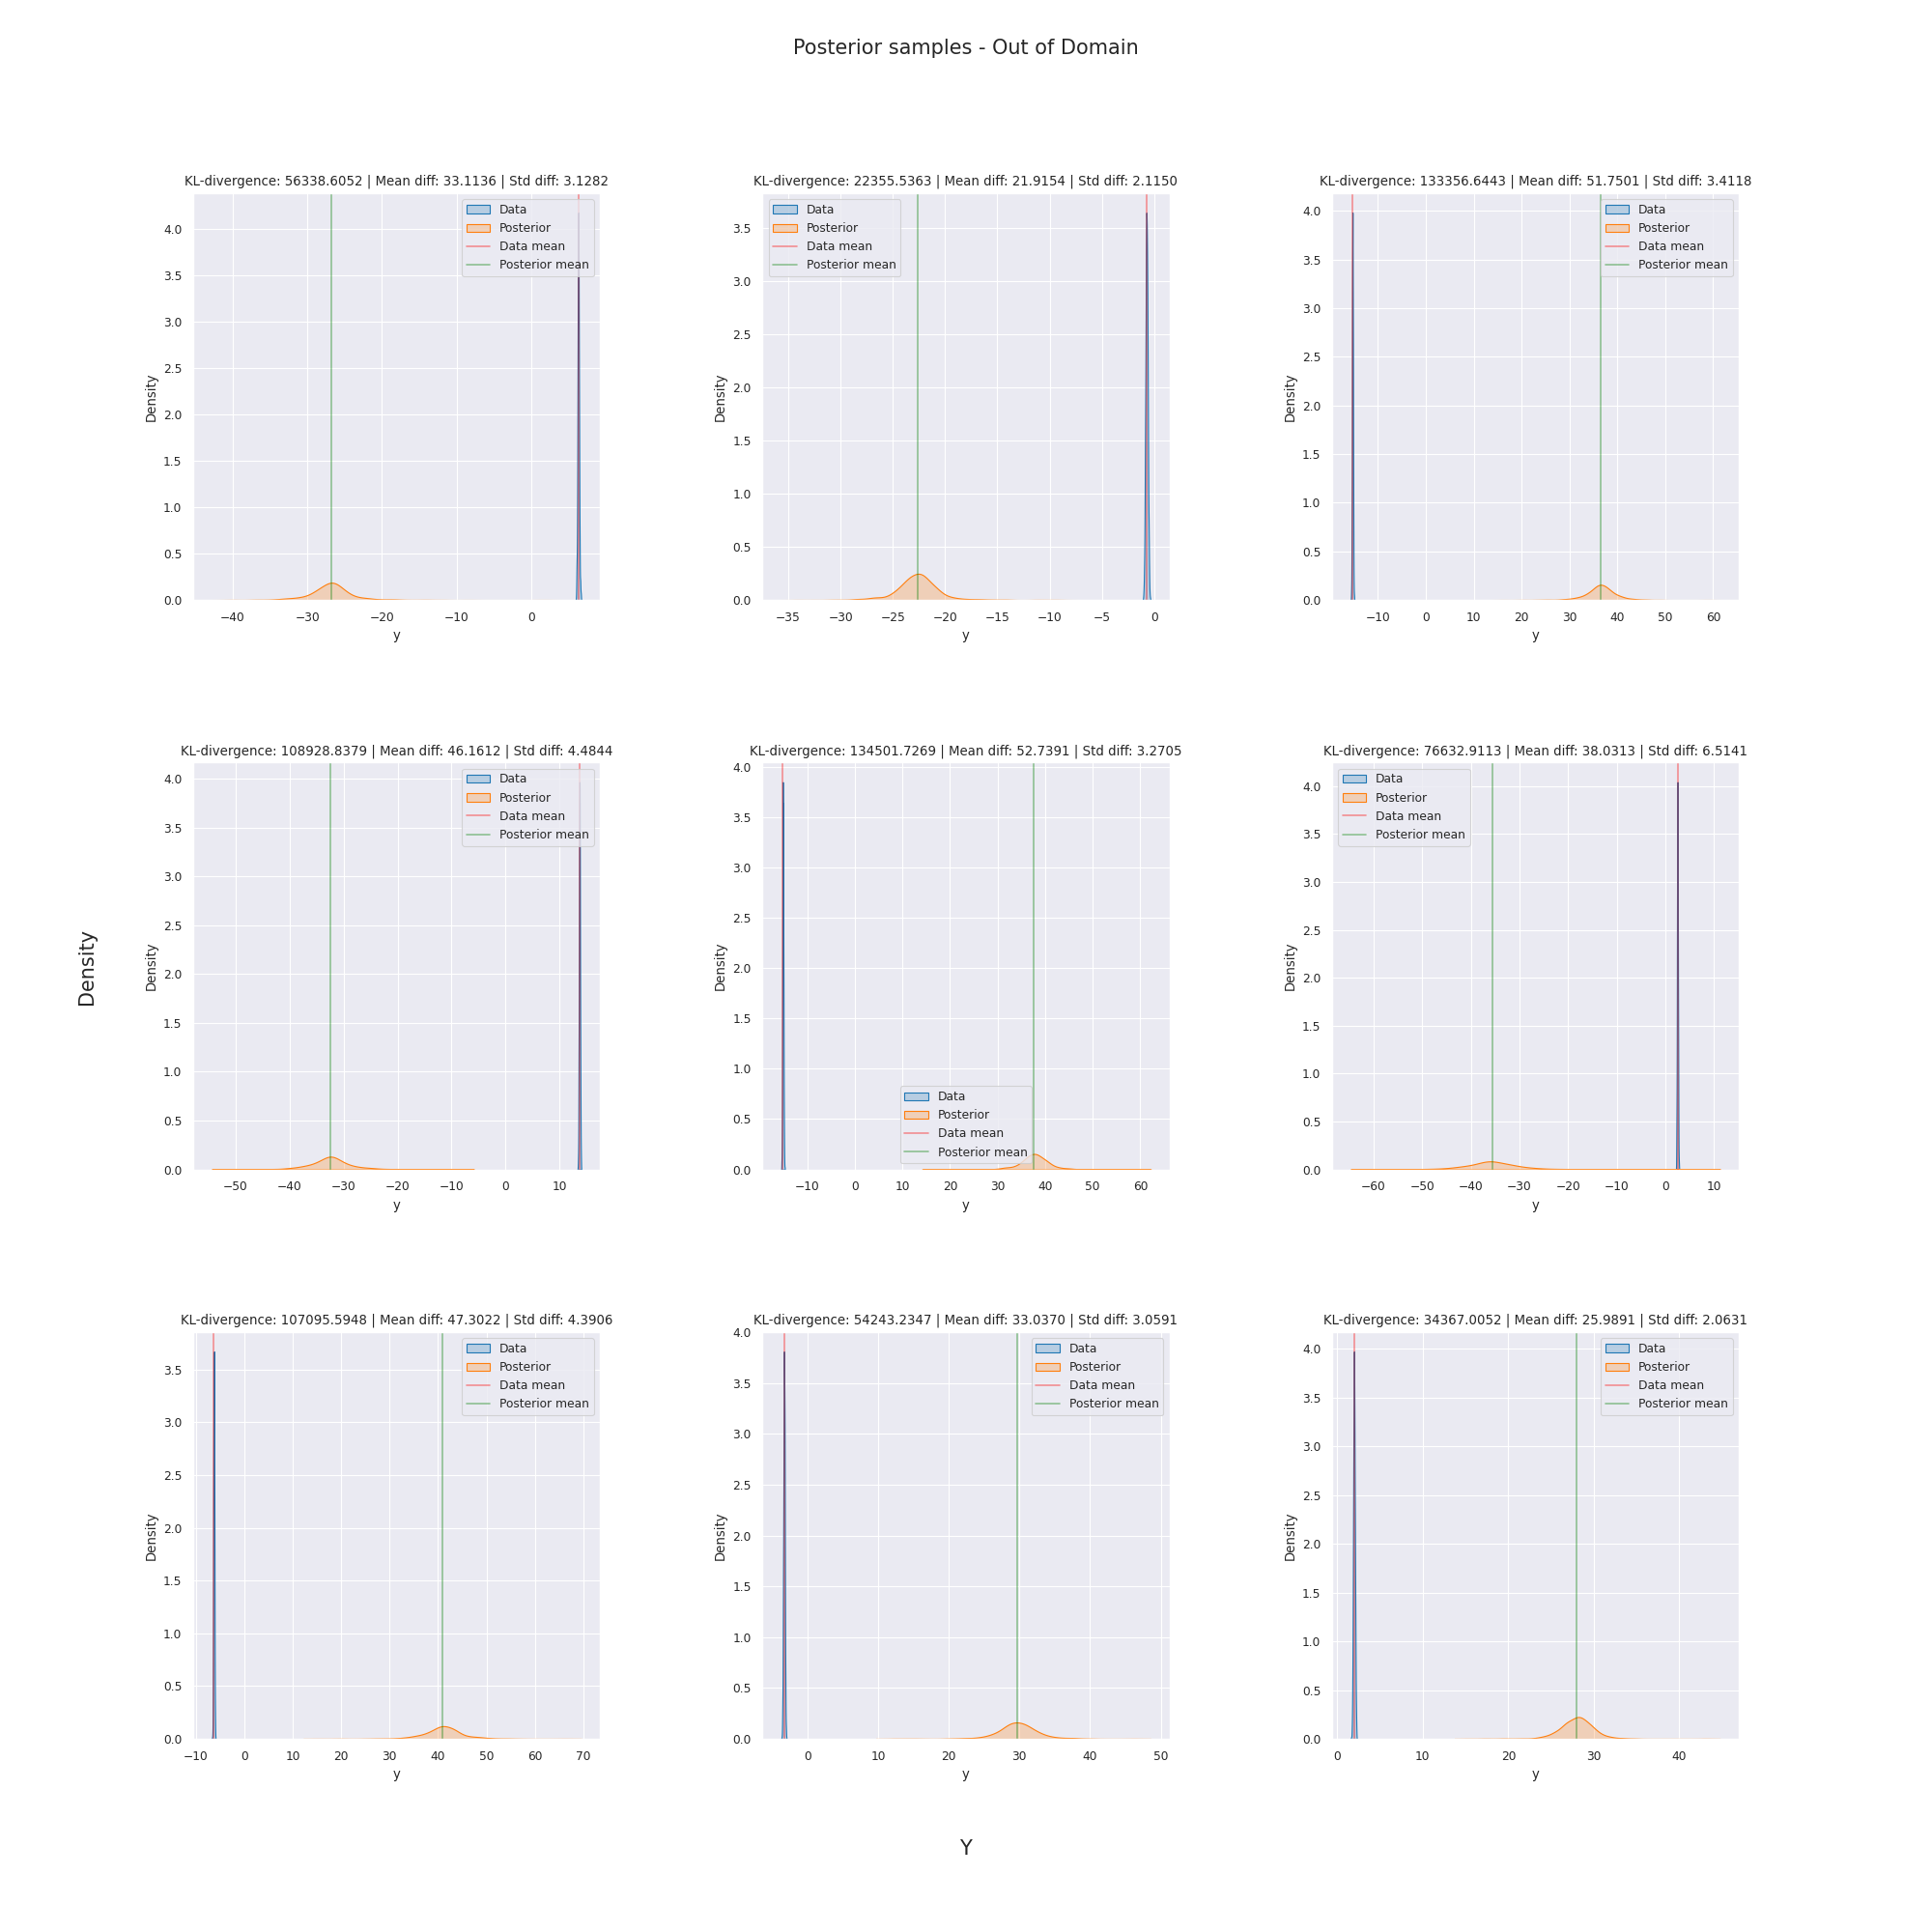 Posterior samples - Out of Domain
KL-divergence: 56338.6052 | Mean diff: 33.1136 | Std diff: 3.1282
Data
Posterior
Data mean
Posterior mean
4.0
3.5
3.0
2.5
2.0
1.5
1.0
0.5
0.0
Density
−40
−30
−20
−10
0
y
KL-divergence: 22355.5363 | Mean diff: 21.9154 | Std diff: 2.1150
Data
Posterior
Data mean
Posterior mean
3.5
3.0
2.5
2.0
1.5
1.0
0.5
0.0
Density
−35
−30
−25
−20
−15
−10
−5
0
y
KL-divergence: 133356.6443 | Mean diff: 51.7501 | Std diff: 3.4118
Data
Posterior
Data mean
Posterior mean
4.0
3.5
3.0
2.5
2.0
1.5
1.0
0.5
0.0
Density
−10
0
10
20
30
40
50
60
y
Density
KL-divergence: 108928.8379 | Mean diff: 46.1612 | Std diff: 4.4844
Data
Posterior
Data mean
Posterior mean
4.0
3.5
3.0
2.5
2.0
1.5
1.0
0.5
0.0
Density
−50
−40
−30
−20
−10
0
10
y
KL-divergence: 134501.7269 | Mean diff: 52.7391 | Std diff: 3.2705
4.0
3.5
3.0
2.5
2.0
1.5
1.0
0.5
0.0
Density
Data
Posterior
Data mean
Posterior mean
−10
0
10
20
30
40
50
60
y
KL-divergence: 76632.9113 | Mean diff: 38.0313 | Std diff: 6.5141
Data
Posterior
Data mean
Posterior mean
4.0
3.5
3.0
2.5
2.0
1.5
1.0
0.5
0.0
Density
−60
−50
−40
−30
−20
−10
0
10
y
KL-divergence: 107095.5948 | Mean diff: 47.3022 | Std diff: 4.3906
Data
Posterior
Data mean
Posterior mean
3.5
3.0
2.5
2.0
1.5
1.0
0.5
0.0
Density
−10
0
10
20
30
40
50
60
70
y
KL-divergence: 54243.2347 | Mean diff: 33.0370 | Std diff: 3.0591
Data
Posterior
Data mean
Posterior mean
4.0
3.5
3.0
2.5
2.0
1.5
1.0
0.5
0.0
Density
0
10
20
30
40
50
y
KL-divergence: 34367.0052 | Mean diff: 25.9891 | Std diff: 2.0631
Data
Posterior
Data mean
Posterior mean
4.0
3.5
3.0
2.5
2.0
1.5
1.0
0.5
0.0
Density
0
10
20
30
40
y
Y